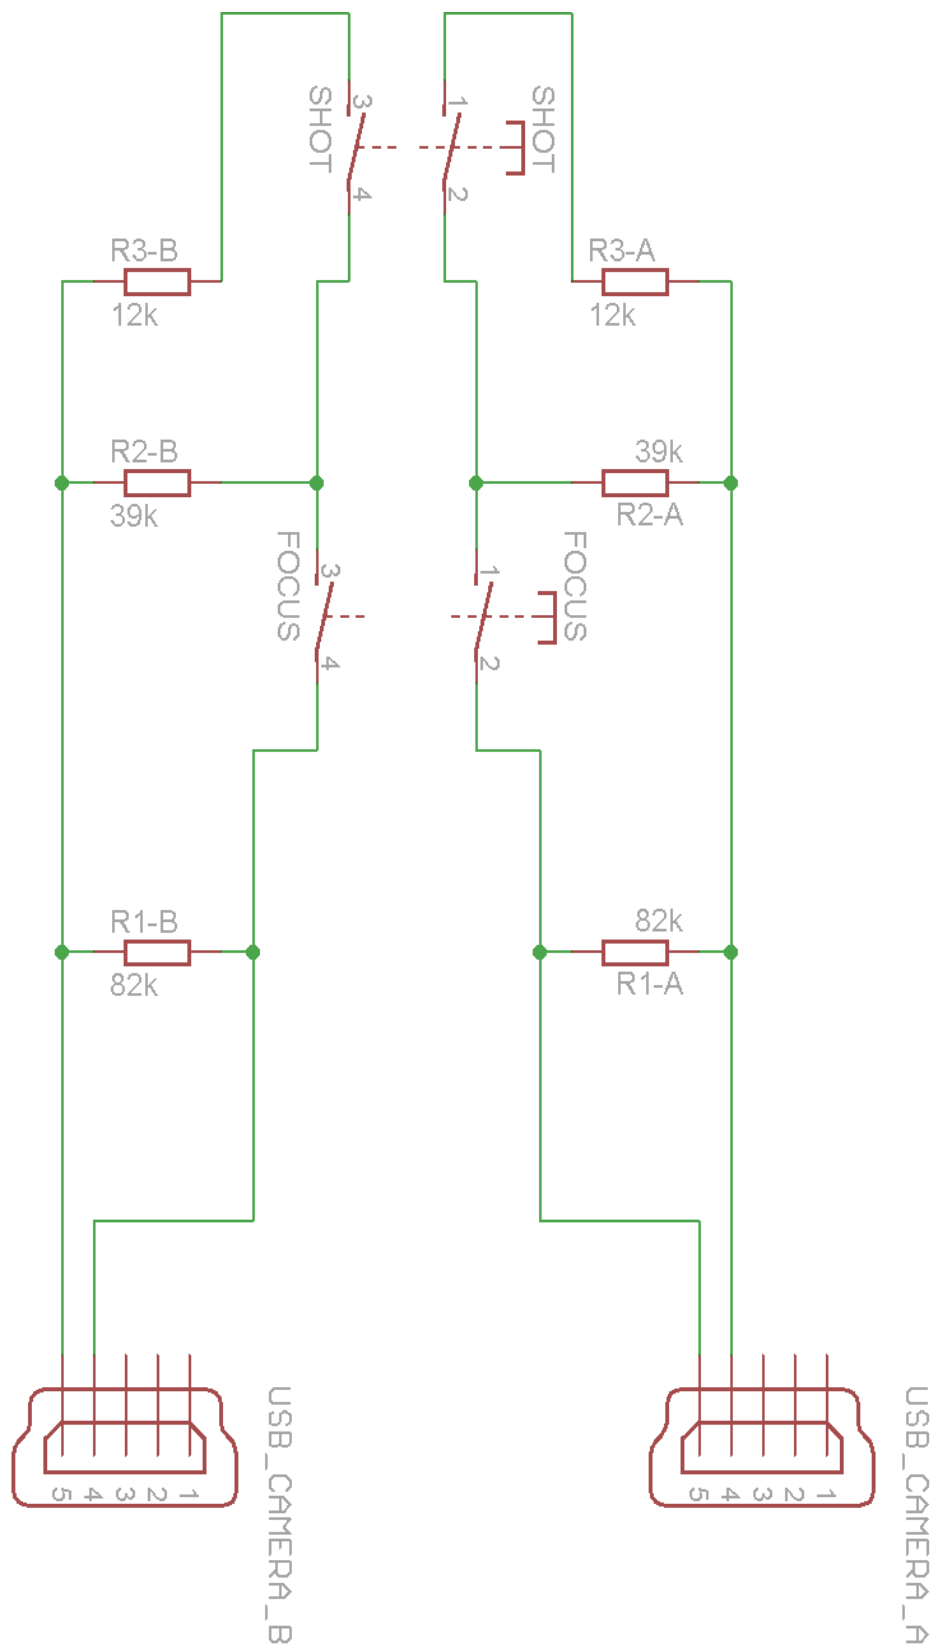 SHOT
3
4
1
2
SHOT
R3-B
12k
R3-A
12k
R2-B
39k
39k
R2-A
FOCUS
3
4
1
2
FOCUS
R1-B
82k
82k
R1-A
USB_CAMERA_B
5
4
3
2
1
USB_CAMERA_A
5
4
3
2
1